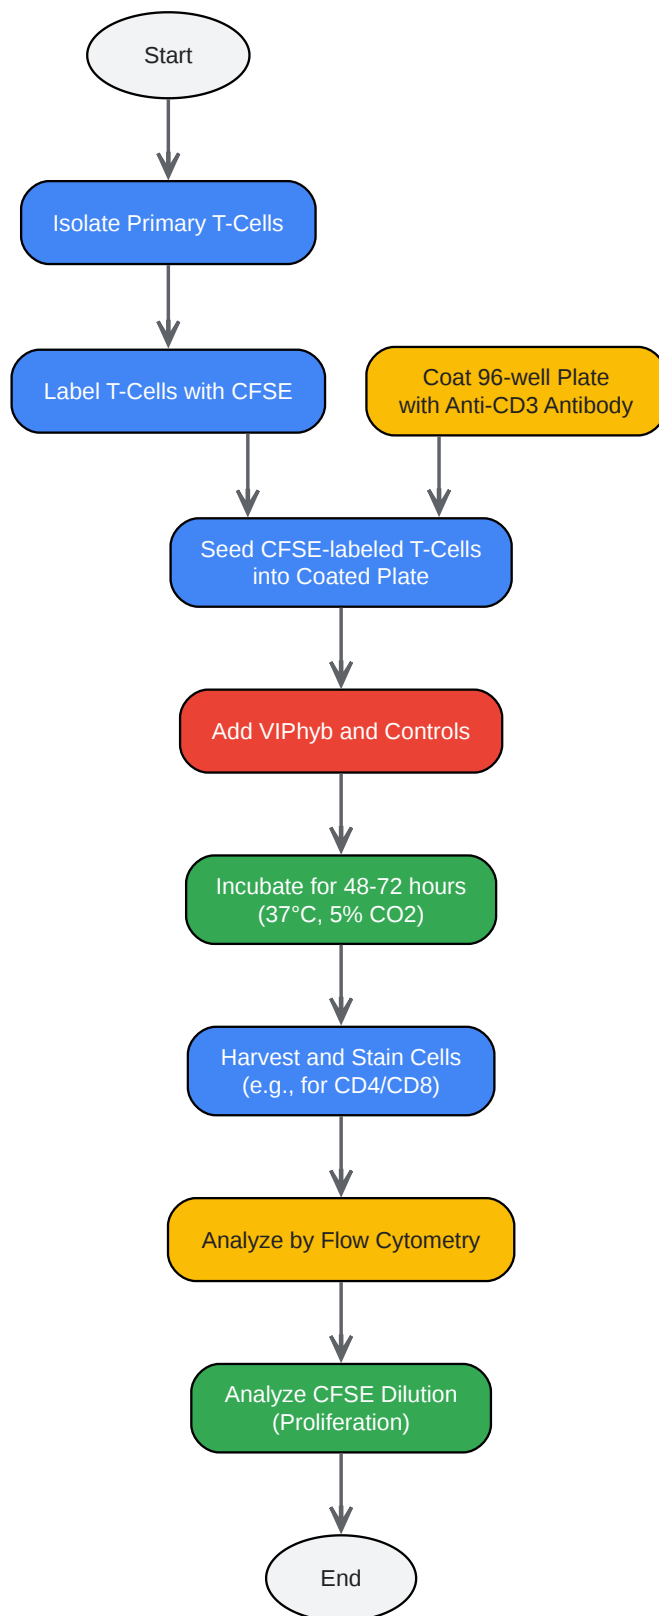 Start
Isolate Primary T-Cells
Label T-Cells with CFSE
Coat 96-well Plate
with Anti-CD3 Antibody
Seed CFSE-labeled T-Cells
into Coated Plate
Add VIPhyb and Controls
Incubate for 48-72 hours
(37°C, 5% CO2)
Harvest and Stain Cells
(e.g., for CD4/CD8)
Analyze by Flow Cytometry
Analyze CFSE Dilution
(Proliferation)
End